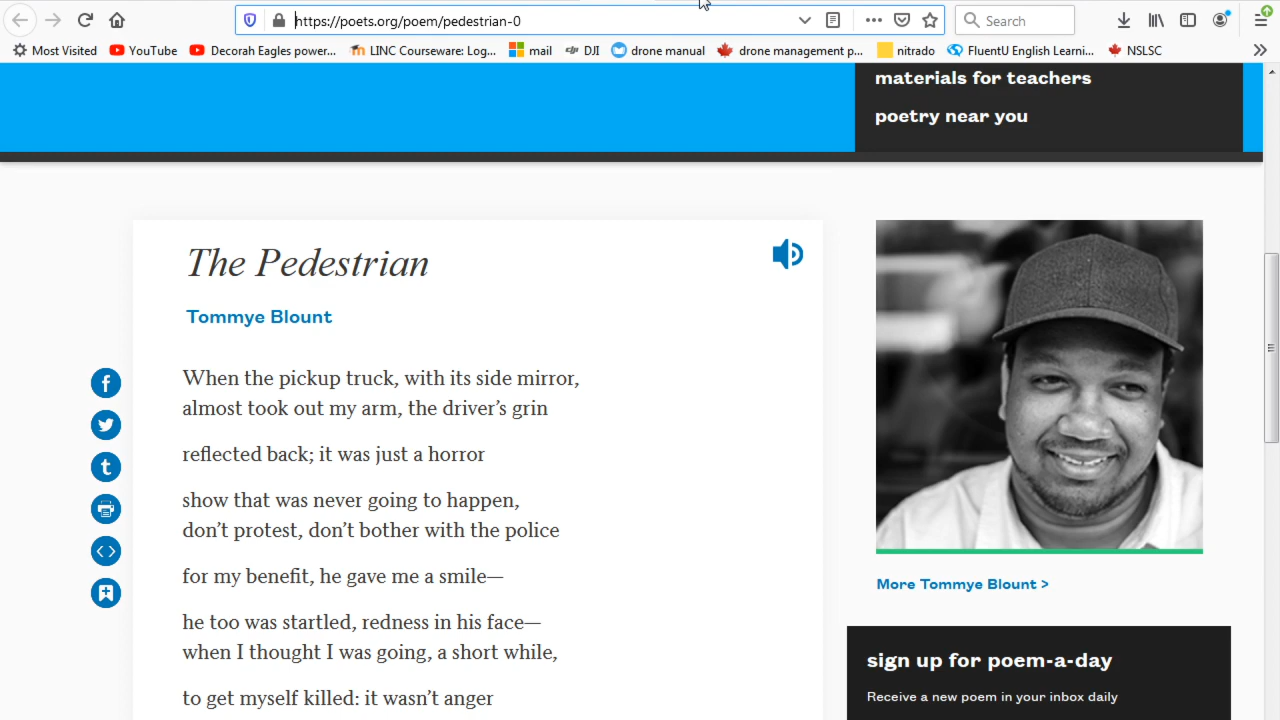 https://poets.org/poem/pedestrian-0
Search
Most Visited
YouTube
Decorah Eagles power...
LINC Courseware: Log...
mail
DJI
drone manual
drone management p...
nitrado
FluentU English Learni...
NSLSC
materials for teachers
poetry near you
The Pedestrian
Tommye Blount
When the pickup truck, with its side mirror,
almost took out my arm, the driver’s grin
reflected back; it was just a horror
show that was never going to happen,
don’t protest, don’t bother with the police
for my benefit, he gave me a smile—
he too was startled, redness in his face—
when I thought I was going, a short while,
to get myself killed: it wasn’t anger
More Tommye Blount >
sign up for poem-a-day
Receive a new poem in your inbox daily